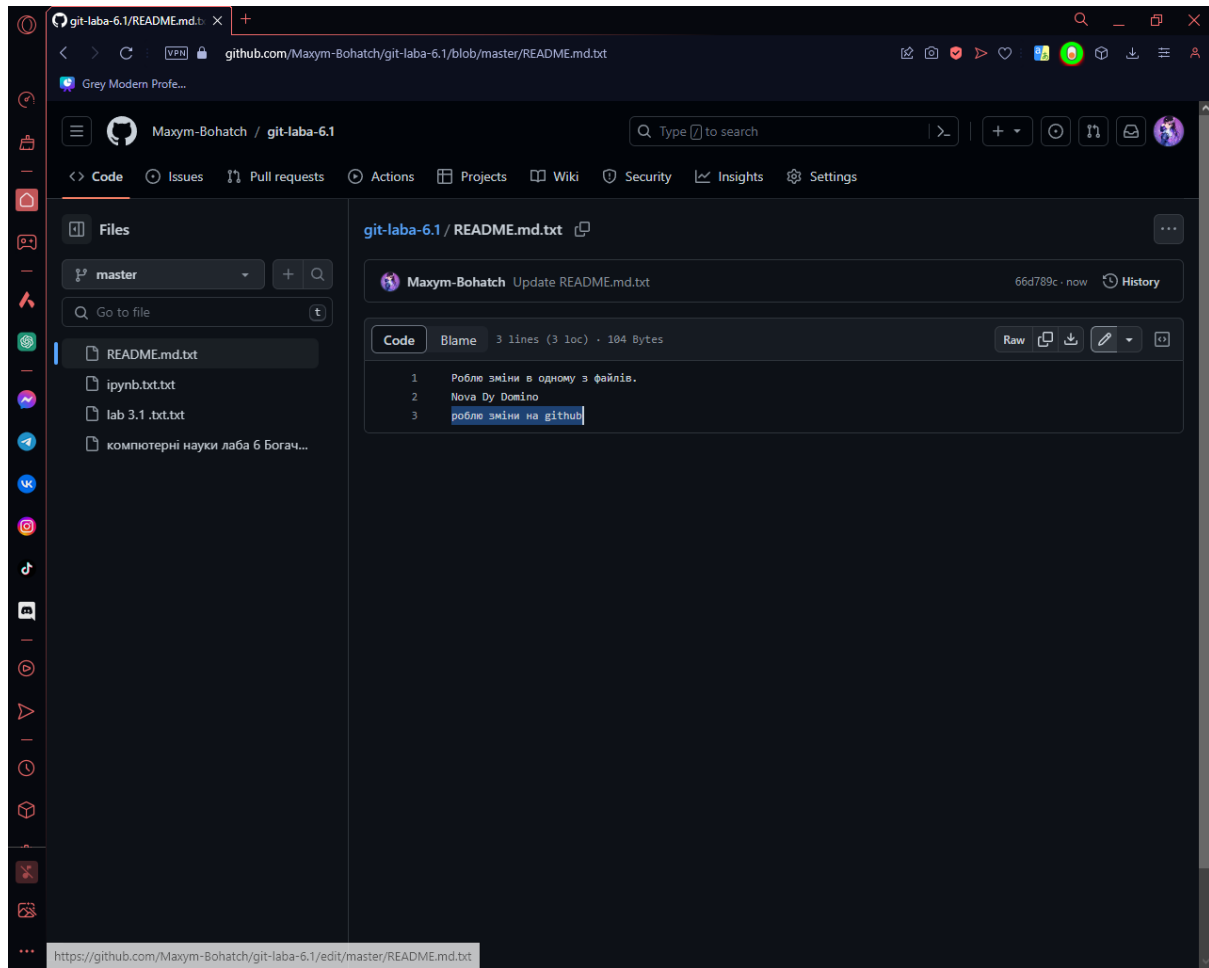 git-laba-6.1/README.md.t
VPN
github.com/Maxym-Bohatch/git-laba-6.1/blob/master/README.md.txt
Grey Modern Profe...
Maxym-Bohatch / git-laba-6.1
Type / to search
Code Issues Pull requests Actions Projects Wiki Security Insights Settings
Files
git-laba-6.1 / README.md.txt
master
Maxym-Bohatch Update README.md.txt
66d789c · now History
Go to file t
Code Blame 3 lines (3 loc) · 104 Bytes
Raw
README.md.txt
ipynb.txt.txt
lab 3.1 .txt.txt
компютерні науки лаба 6 Богач...
1 Роблю зміни в одному з файлів.
2 Nova Dy Domino
3 роблю зміни на github
https://github.com/Maxym-Bohatch/git-laba-6.1/edit/master/README.md.txt